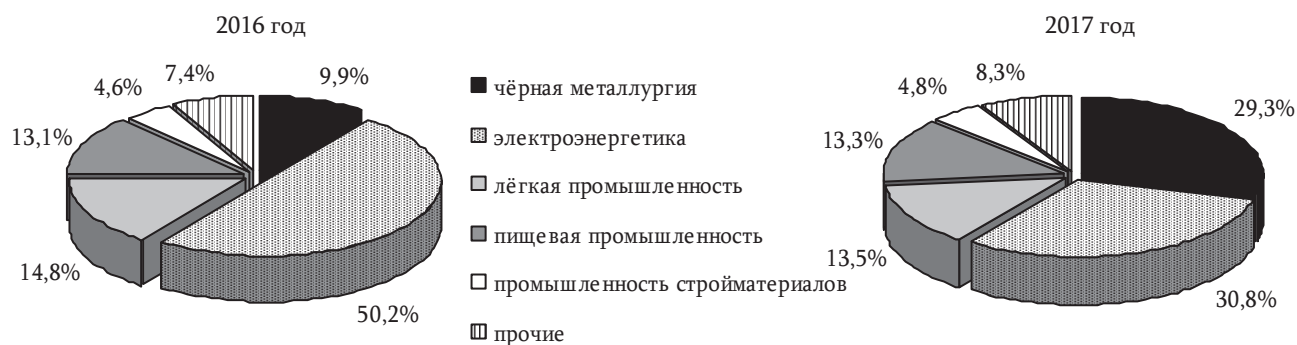 2016 год
2017 год
4,6%
7,4%
9,9%
13,1%
14,8%
50,2%
чёрная металлургия
электроэнергетика
лёгкая промышленность
пищевая промышленность
промышленность стройматериалов
прочие
4,8%
8,3%
29,3%
13,3%
13,5%
30,8%